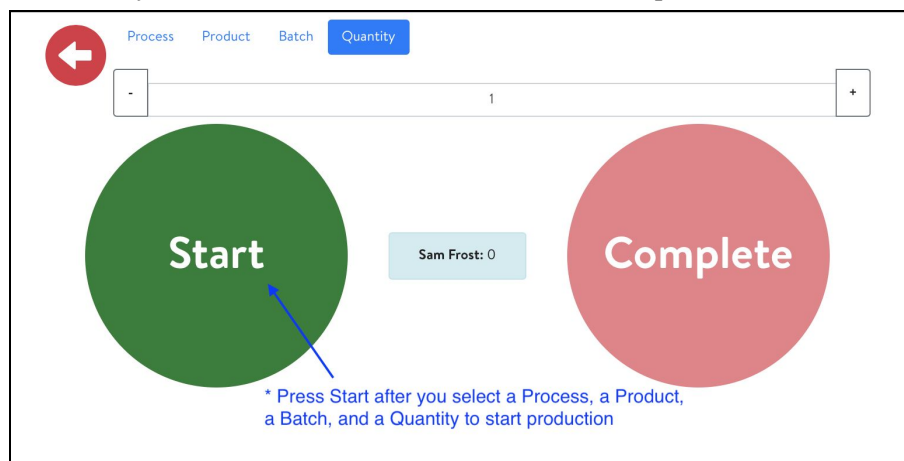 Process Product Batch Quantity
- 1 +
Start
Sam Frost: 0
Complete
* Press Start after you select a Process, a Product,
a Batch, and a Quantity to start production